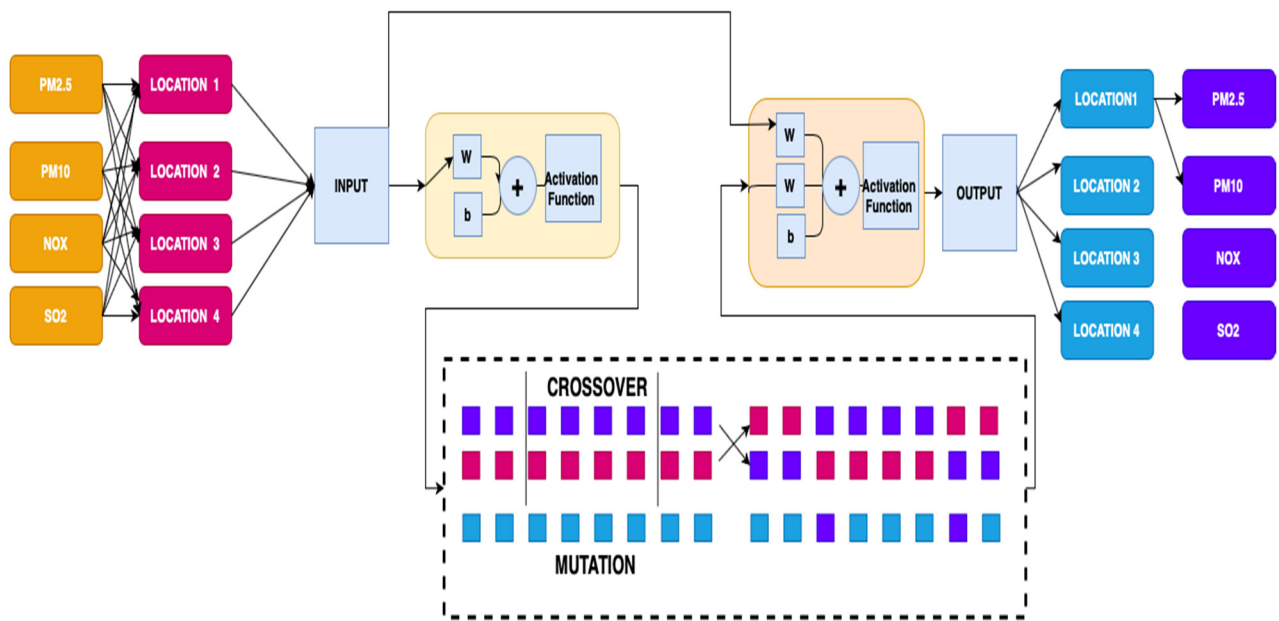 PM2.5
PM10
NOX
SO2
LOCATION 1
LOCATION 2
LOCATION 3
LOCATION 4
INPUT
W
b
+
Activation
Function
CROSSOVER
MUTATION
W
W
b
+
Activation
Function
OUTPUT
LOCATION1
LOCATION 2
LOCATION 3
LOCATION 4
PM2.5
PM10
NOX
SO2